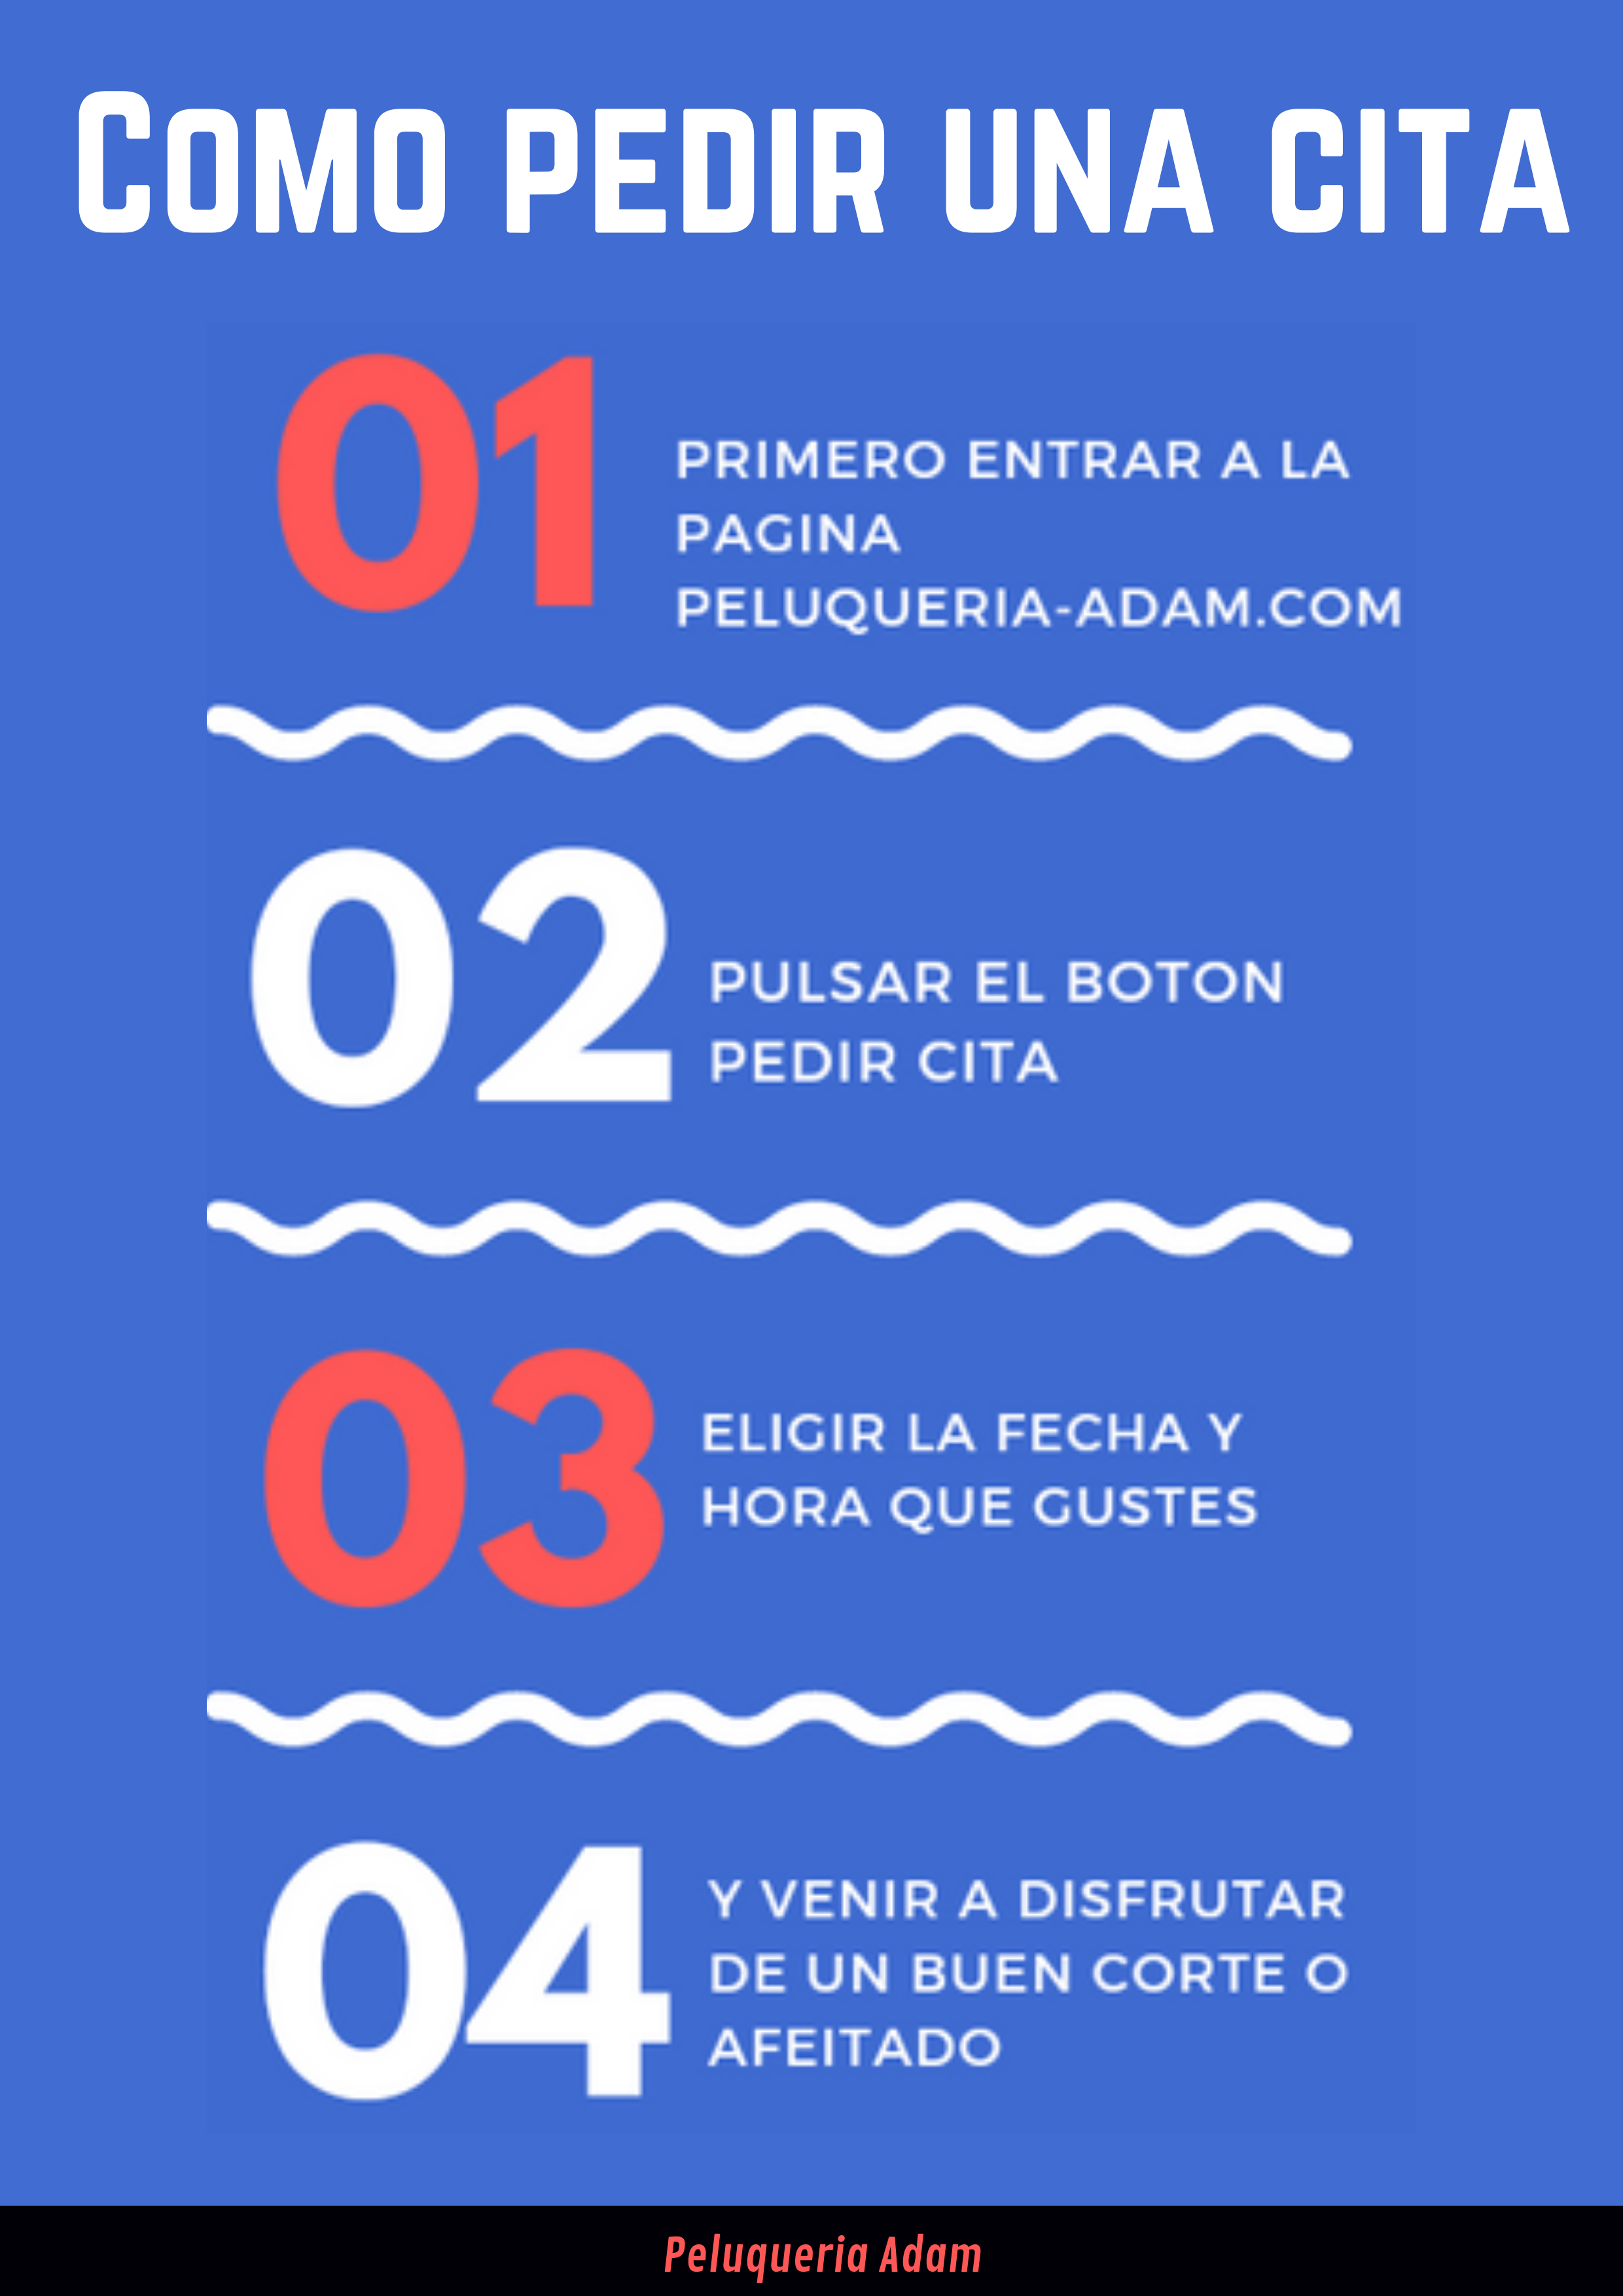 Como pedir una cita
01
PRIMERO ENTRAR A LA
PAGINA
PELUQUERIA-ADAM.COM
02
PULSAR EL BOTON
PEDIR CITA
03
ELIGIR LA FECHA Y
HORA QUE GUSTES
04
Y VENIR A DISFRUTAR
DE UN BUEN CORTE O
AFEITADO
Peluqueria Adam